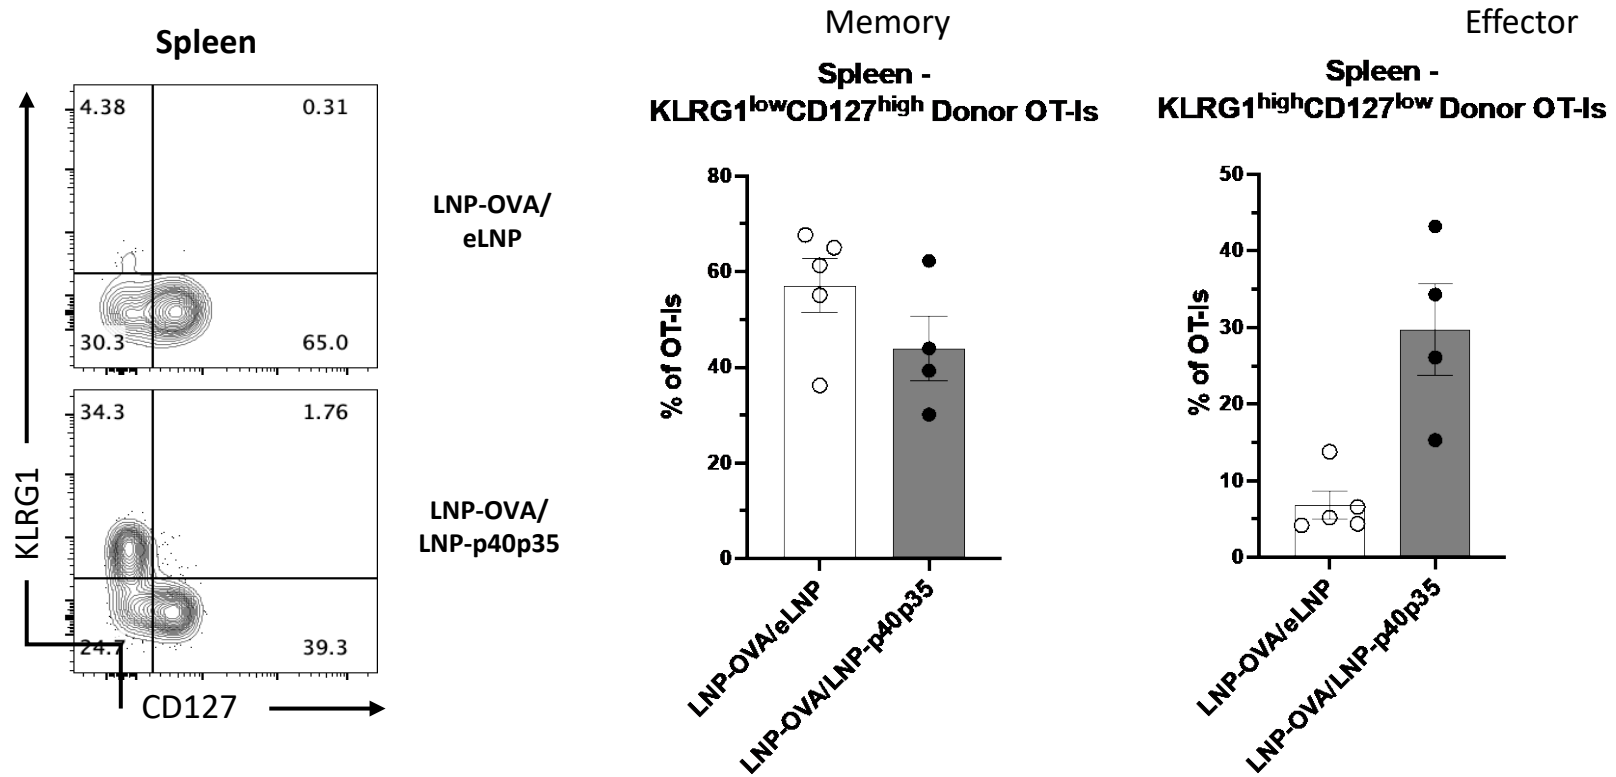 Spleen
4.38
0.31
30.3
65.0
34.3
1.76
24.7
39.3
KLRG1
CD127
LNP-OVA/
eLNP
LNP-OVA/
LNP-p40p35
Memory
Spleen -
KLRG1lowCD127high Donor OT-Is
80
60
40
20
0
% of OT-Is
LNP-OVA/eLNP
LNP-OVA/LNP-p40p35
Effector
Spleen -
KLRG1highCD127low Donor OT-Is
50
40
30
20
10
0
% of OT-Is
LNP-OVA/eLNP
LNP-OVA/LNP-p40p35